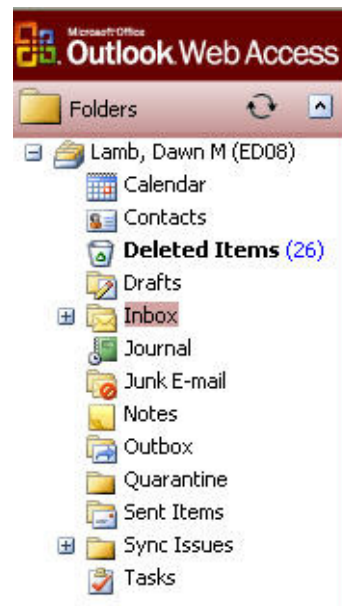 Microsoft Office
Outlook Web Access
Folders
Lamb, Dawn M (ED08)
Calendar
Contacts
Deleted Items (26)
Drafts
Inbox
Journal
Junk E-mail
Notes
Outbox
Quarantine
Sent Items
Sync Issues
Tasks